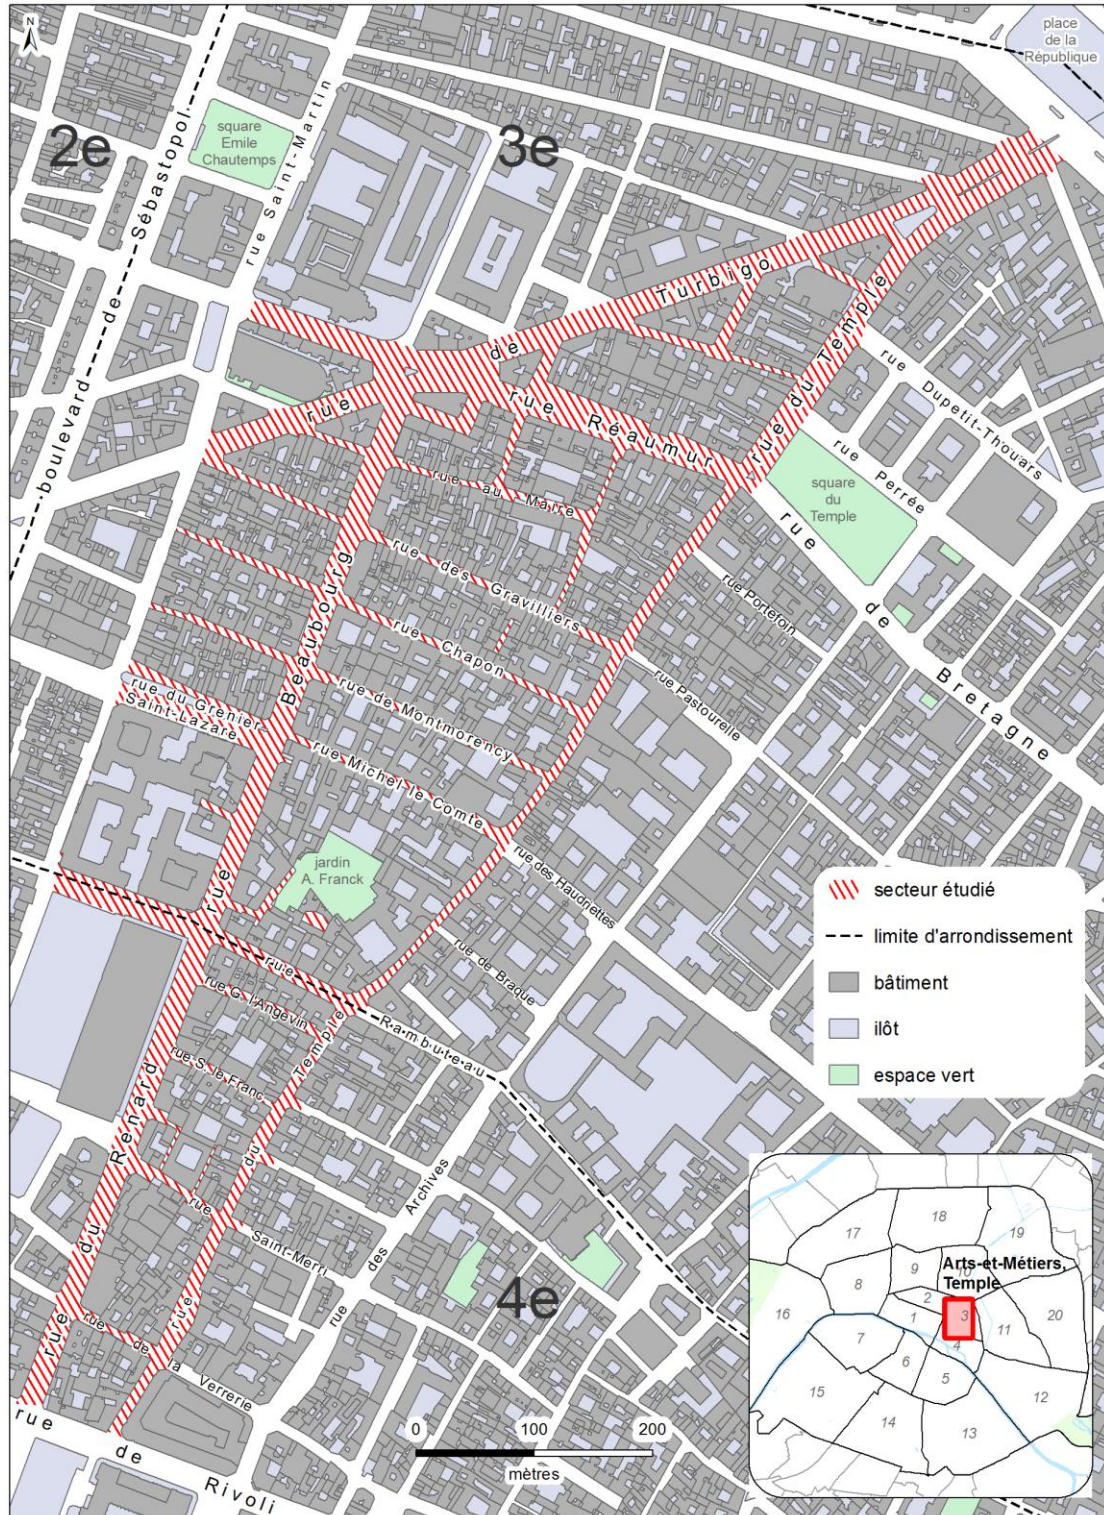 N
place
de la
République
2e
3e
square
Emile
Chautemps
boulevard de Sébastopol
rue Saint-Martin
rue de Turbigo
rue du Temple
rue Réaumur
rue Dupetit-Thouars
rue Perrée
square
du
Temple
rue au Maire
rue des Gravilliers
rue Portefoin
rue de Bretagne
rue Beaubourg
rue Chapon
rue Pastourelle
rue de Montmorency
rue du Grenier
Saint-Lazare
rue Michel le Comte
jardin
A. Franck
rue des Haudriettes
rue de Braque
rue Rambuteau
rue G. l'Angevin
rue S. le Franc
rue du Temple
rue du Renard
rue des Archives
rue Saint-Merri
4e
rue de la Verrerie
rue de Rivoli
secteur étudié
limite d'arrondissement
bâtiment
ilôt
espace vert
0 100 200
mètres
17
18
19
Arts-et-Métiers,
Temple
9
10
8
2
16
1
3
11
20
7
4
6
5
15
12
14
13